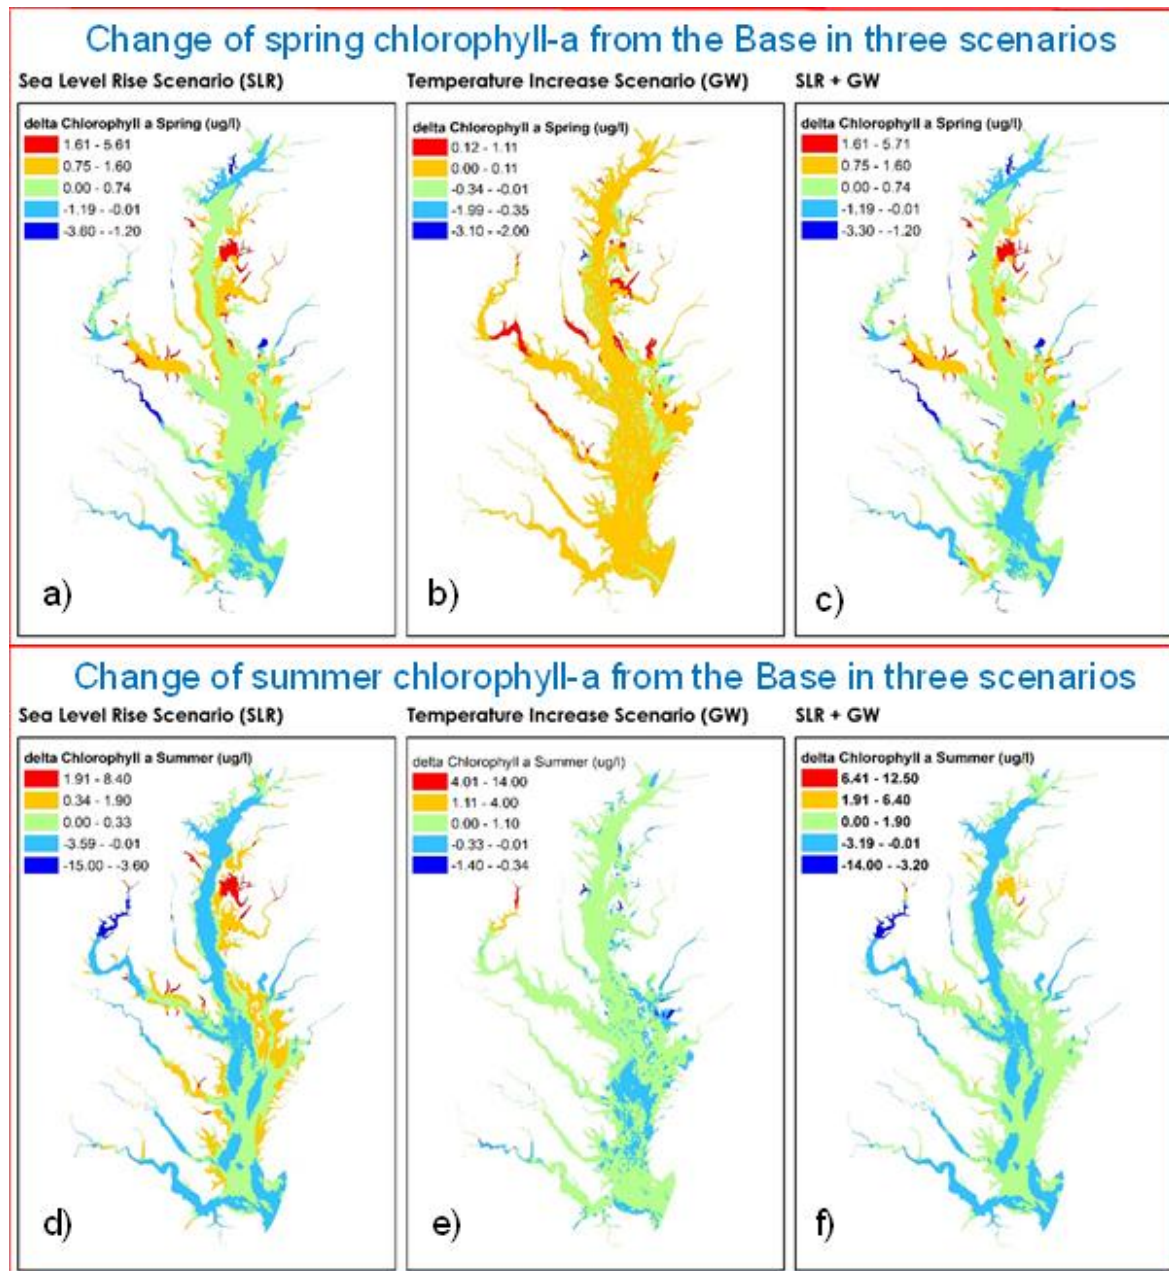 Change of spring chlorophyll-a from the Base in three scenarios
Sea Level Rise Scenario (SLR)
Temperature Increase Scenario (GW)
SLR + GW
delta Chlorophyll a Spring (ug/l)
1.61 - 5.61
0.75 - 1.60
0.00 - 0.74
-1.19 - -0.01
-3.60 - -1.20
a)
delta Chlorophyll a Spring (ug/l)
0.12 - 1.11
0.00 - 0.11
-0.34 - -0.01
-1.99 - -0.35
-3.10 - -2.00
b)
delta Chlorophyll a Spring (ug/l)
1.61 - 5.71
0.75 - 1.60
0.00 - 0.74
-1.19 - -0.01
-3.30 - -1.20
c)
Change of summer chlorophyll-a from the Base in three scenarios
Sea Level Rise Scenario (SLR)
Temperature Increase Scenario (GW)
SLR + GW
delta Chlorophyll a Summer (ug/l)
1.91 - 8.40
0.34 - 1.90
0.00 - 0.33
-3.59 - -0.01
-15.00 - -3.60
d)
delta Chlorophyll a Summer (ug/l)
4.01 - 14.00
1.11 - 4.00
0.00 - 1.10
-0.33 - -0.01
-1.40 - -0.34
e)
delta Chlorophyll a Summer (ug/l)
6.41 - 12.50
1.91 - 6.40
0.00 - 1.90
-3.19 - -0.01
-14.00 - -3.20
f)